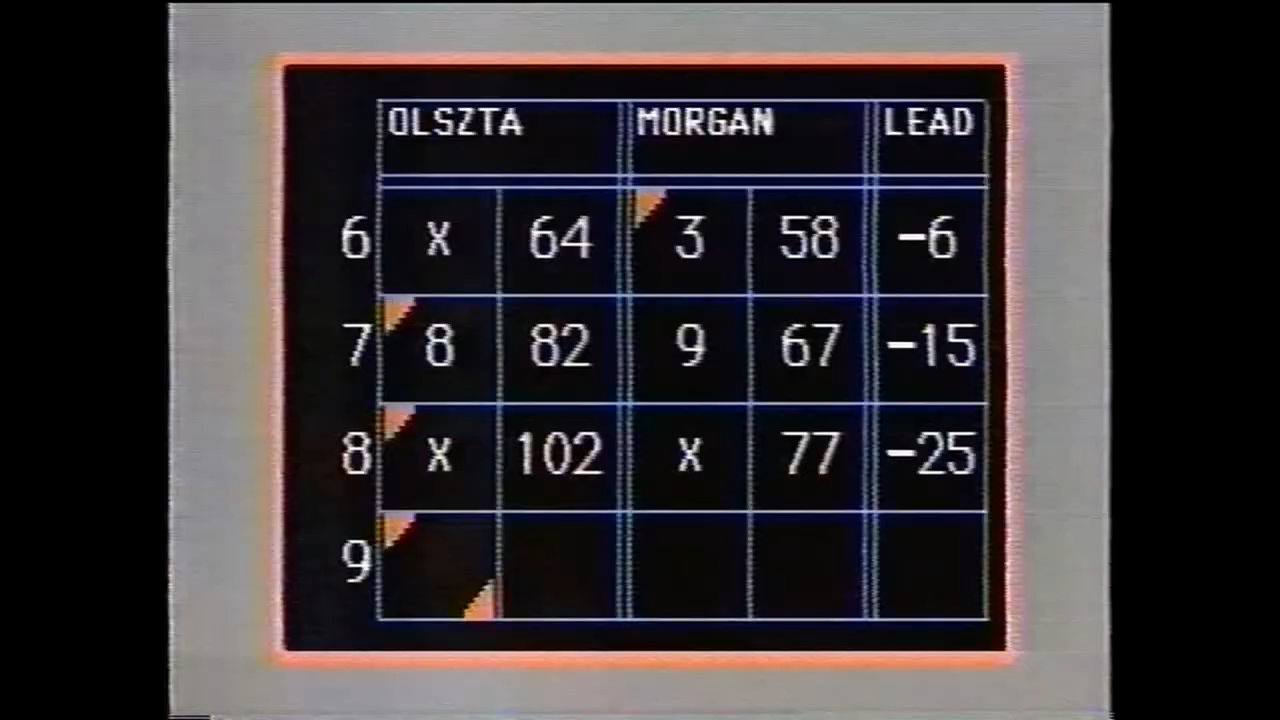 OLSZTA MORGAN LEAD
6 X 64 3 58 -6
7 8 82 9 67 -15
8 X 102 X 77 -25
9